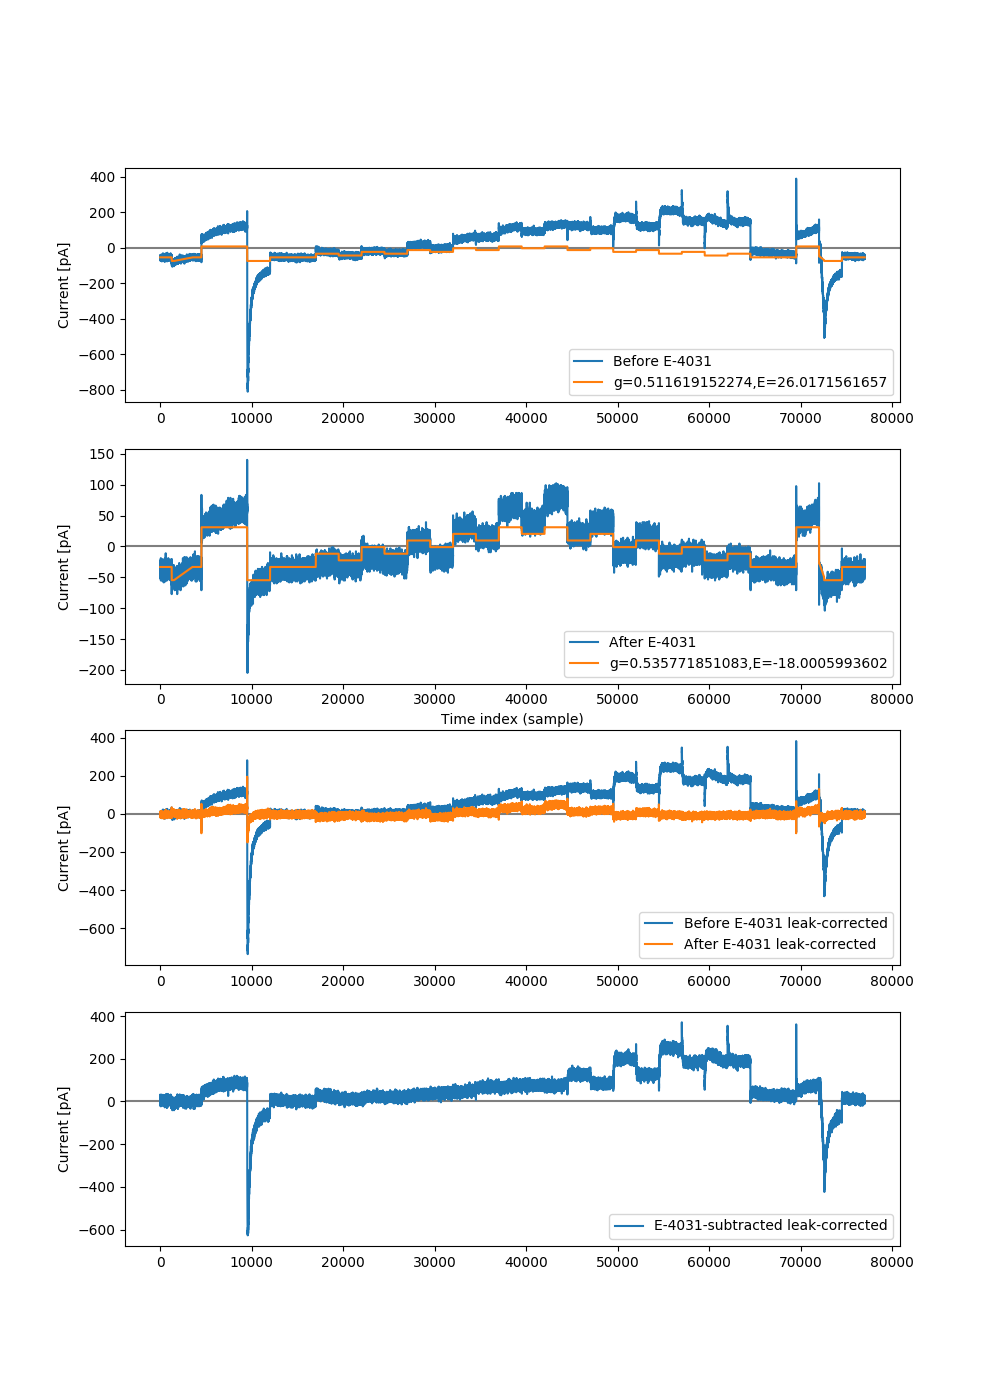 400
200
0
−200
−400
−600
−800
Current [pA]
Before E-4031
g=0.511619152274,E=26.0171561657
0 10000 20000 30000 40000 50000 60000 70000 80000
150
100
50
0
−50
−100
−150
−200
Current [pA]
After E-4031
g=0.535771851083,E=-18.0005993602
0 10000 20000 30000 40000 50000 60000 70000 80000
Time index (sample)
400
200
0
−200
−400
−600
Current [pA]
Before E-4031 leak-corrected
After E-4031 leak-corrected
0 10000 20000 30000 40000 50000 60000 70000 80000
400
200
0
−200
−400
−600
Current [pA]
E-4031-subtracted leak-corrected
0 10000 20000 30000 40000 50000 60000 70000 80000